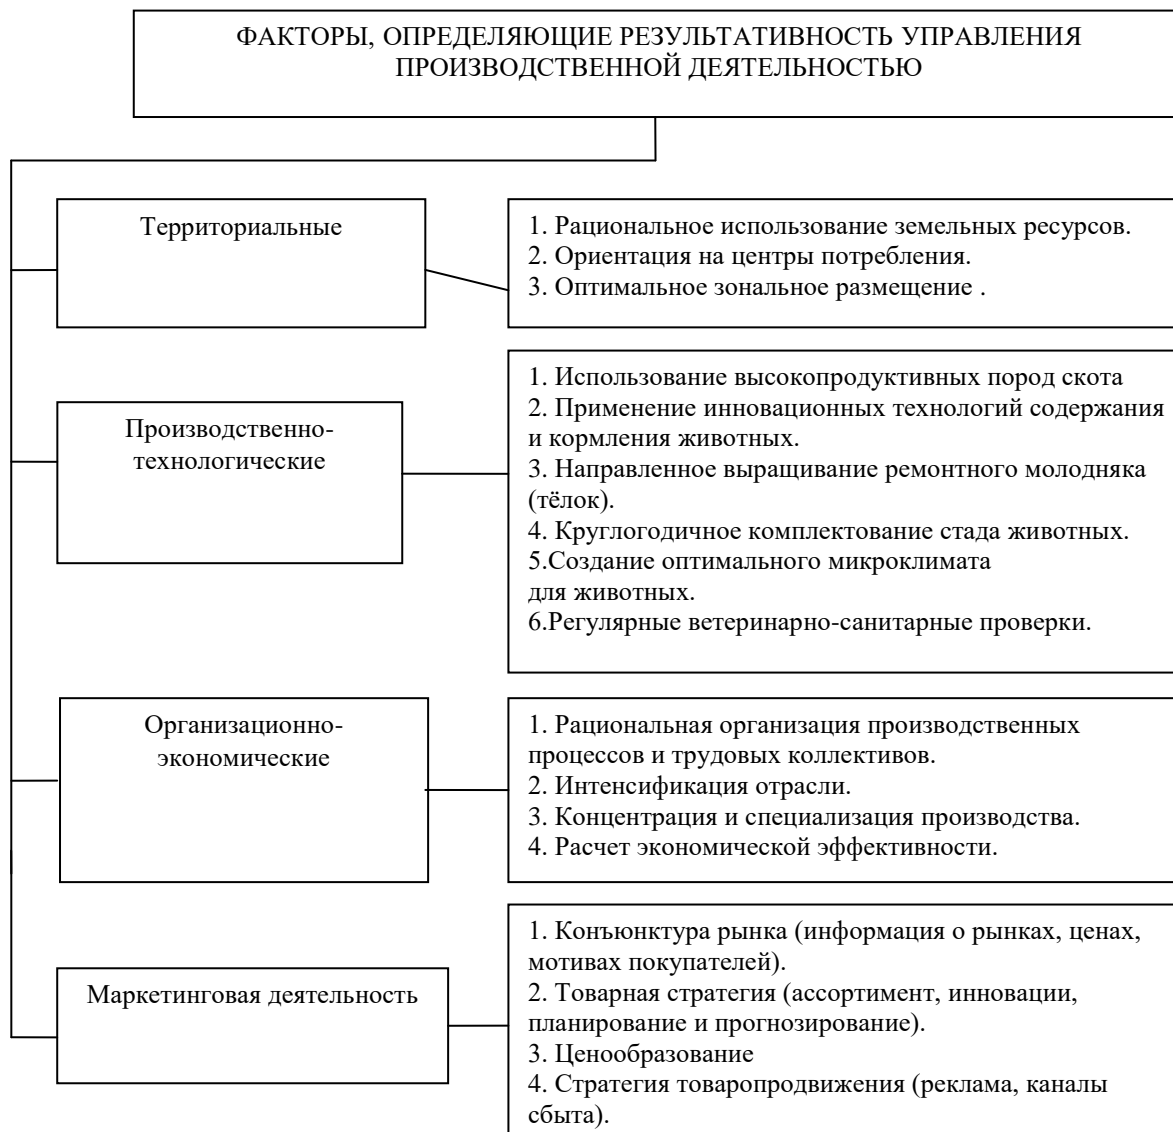 ФАКТОРЫ, ОПРЕДЕЛЯЮЩИЕ РЕЗУЛЬТАТИВНОСТЬ УПРАВЛЕНИЯ
ПРОИЗВОДСТВЕННОЙ ДЕЯТЕЛЬНОСТЬЮ
Территориальные
1. Рациональное использование земельных ресурсов.
2. Ориентация на центры потребления.
3. Оптимальное зональное размещение .
Производственно-
технологические
1. Использование высокопродуктивных пород скота
2. Применение инновационных технологий содержания
и кормления животных.
3. Направленное выращивание ремонтного молодняка
(тёлок).
4. Круглогодичное комплектование стада животных.
5.Создание оптимального микроклимата
для животных.
6.Регулярные ветеринарно-санитарные проверки.
Организационно-
экономические
1. Рациональная организация производственных
процессов и трудовых коллективов.
2. Интенсификация отрасли.
3. Концентрация и специализация производства.
4. Расчет экономической эффективности.
Маркетинговая деятельность
1. Конъюнктура рынка (информация о рынках, ценах,
мотивах покупателей).
2. Товарная стратегия (ассортимент, инновации,
планирование и прогнозирование).
3. Ценообразование
4. Стратегия товаропродвижения (реклама, каналы
сбыта).